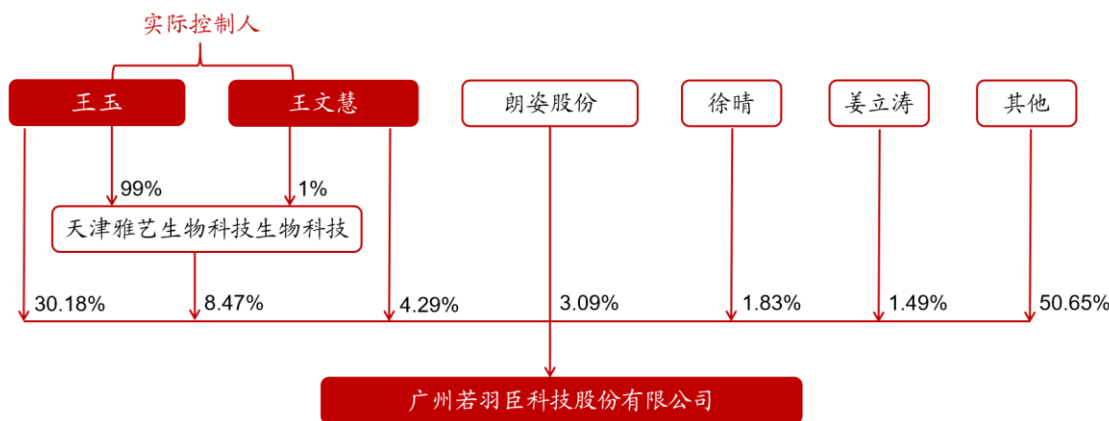 实际控制人
王玉
王文慧
朗姿股份
徐晴
姜立涛
其他
99%
1%
天津雅艺生物科技生物科技
30.18%
8.47%
4.29%
3.09%
1.83%
1.49%
50.65%
广州若羽臣科技股份有限公司